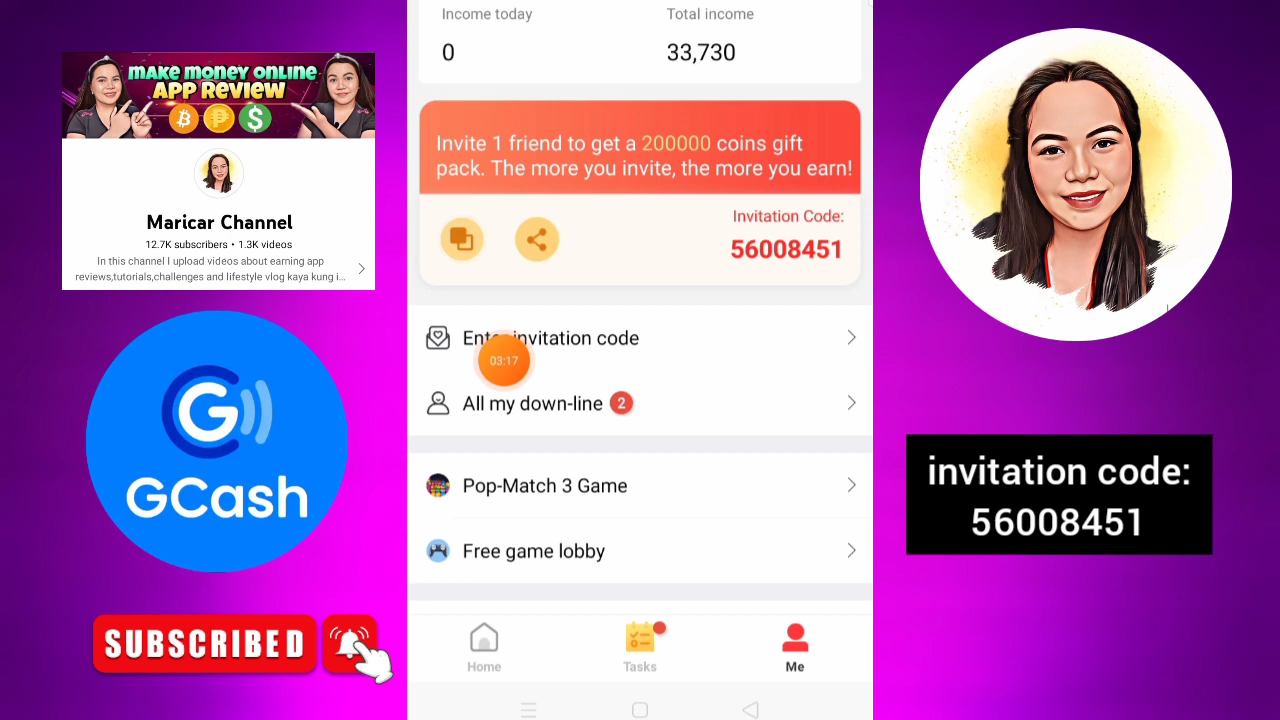 MAKE MONEY ONLINE
APP REVIEW
Maricar Channel
12.7K subscribers • 1.3K videos
In this channel I upload videos about earning app
reviews,tutorials,challenges and lifestyle vlog kaya kung i...
GCash
SUBSCRIBED
Income today
Total income
0
33,730
Invite 1 friend to get a 200000 coins gift
pack. The more you invite, the more you earn!
Invitation Code:
56008451
Enter invitation code
03:17
All my down-line 2
Pop-Match 3 Game
Free game lobby
Home
Tasks
Me
invitation code:
56008451